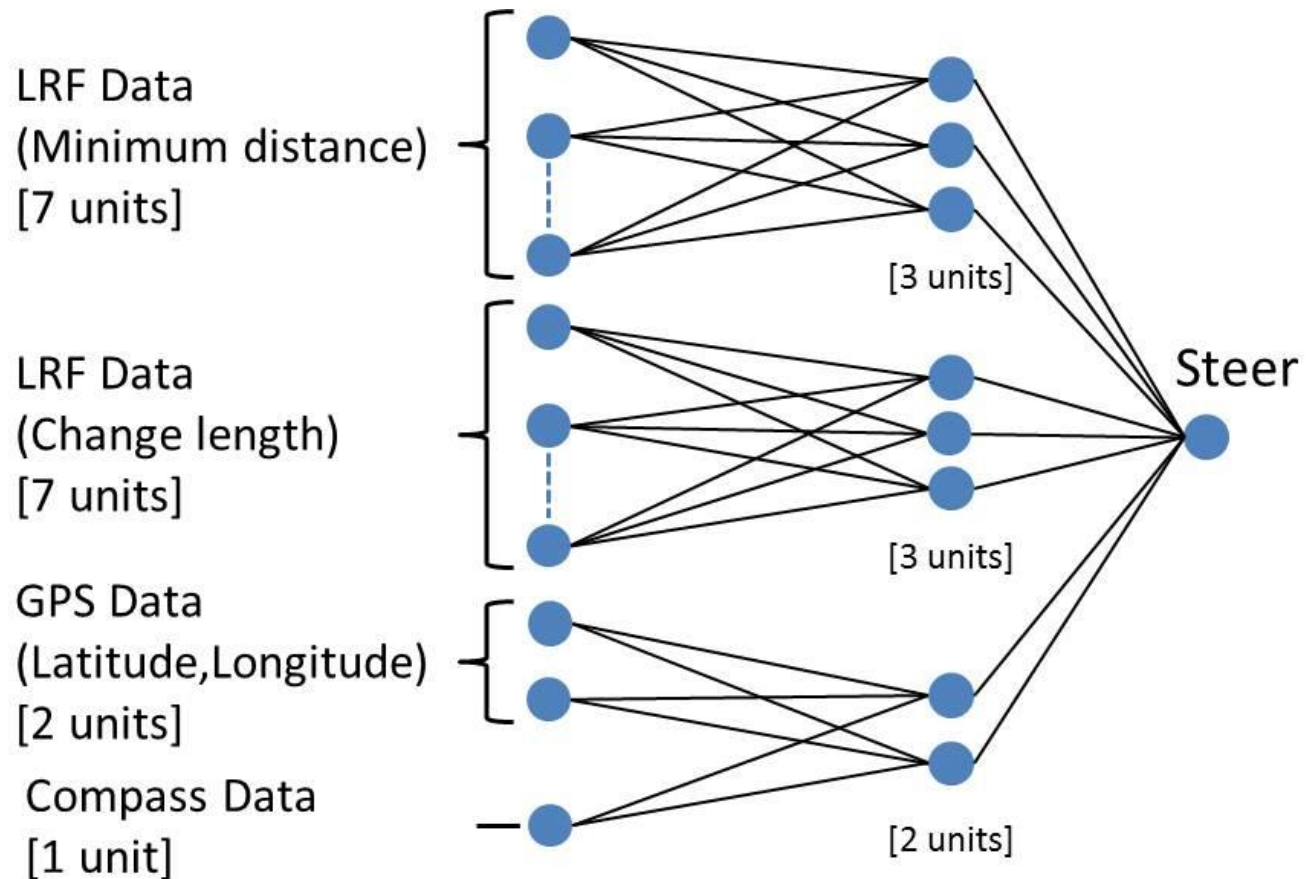 LRF Data
(Minimum distance)
[7 units]
[3 units]
LRF Data
(Change length)
[7 units]
[3 units]
Steer
GPS Data
(Latitude,Longitude)
[2 units]
Compass Data
[1 unit]
[2 units]